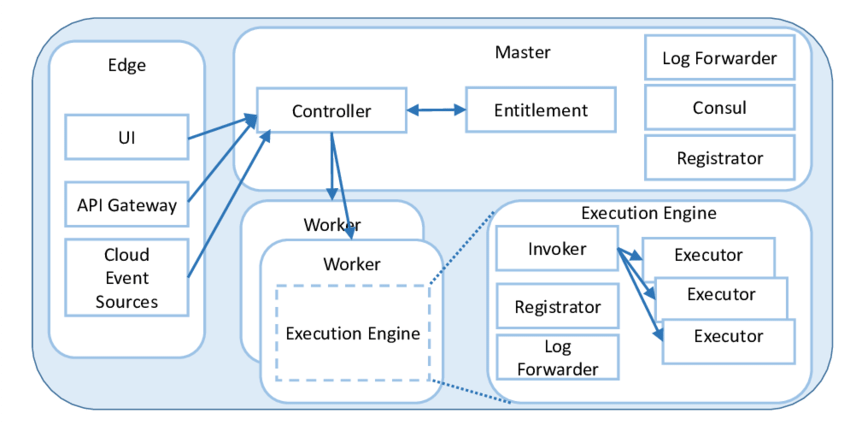 Edge
UI
API Gateway
Cloud
Event
Sources
Master
Controller
Entitlement
Log Forwarder
Consul
Registrator
Worker
Worker
Execution Engine
Execution Engine
Invoker
Registrator
Log
Forwarder
Executor
Executor
Executor